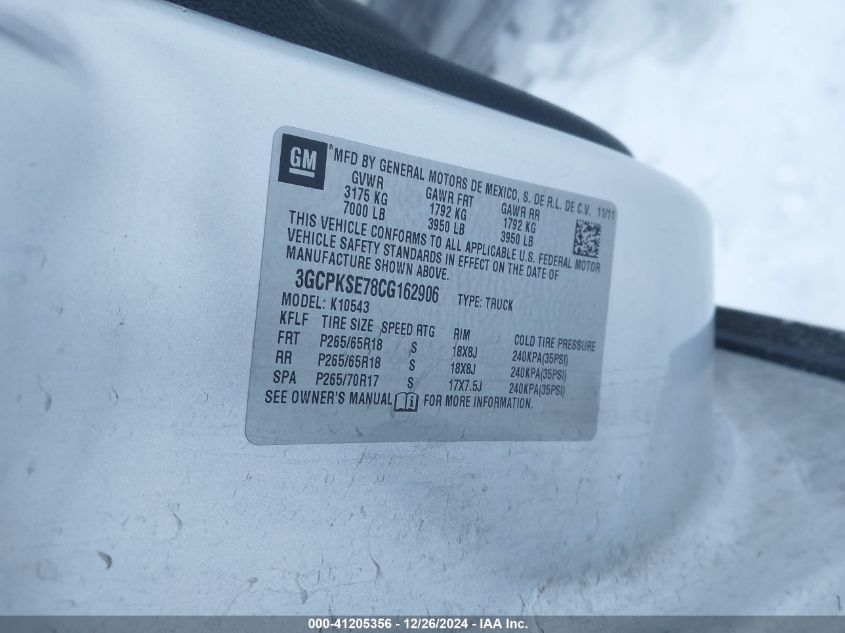 GM
®MFD BY GENERAL MOTORS DE MEXICO, S. DE R.L. DE C.V. 11/11
GVWR GAWR FRT GAWR RR
3175 KG 1792 KG 1792 KG
7000 LB 3950 LB 3950 LB
THIS VEHICLE CONFORMS TO ALL APPLICABLE U.S. FEDERAL MOTOR
VEHICLE SAFETY STANDARDS IN EFFECT ON THE DATE OF
MANUFACTURE SHOWN ABOVE.
3GCPKSE78CG162906 TYPE: TRUCK
MODEL: K10543
KFLF TIRE SIZE SPEED RTG RIM COLD TIRE PRESSURE
FRT P265/65R18 S 18X8J 240KPA(35PSI)
RR P265/65R18 S 18X8J 240KPA(35PSI)
SPA P265/70R17 S 17X7.5J 240KPA(35PSI)
SEE OWNER'S MANUAL i FOR MORE INFORMATION.
000-41205356 - 12/26/2024 - IAA Inc.